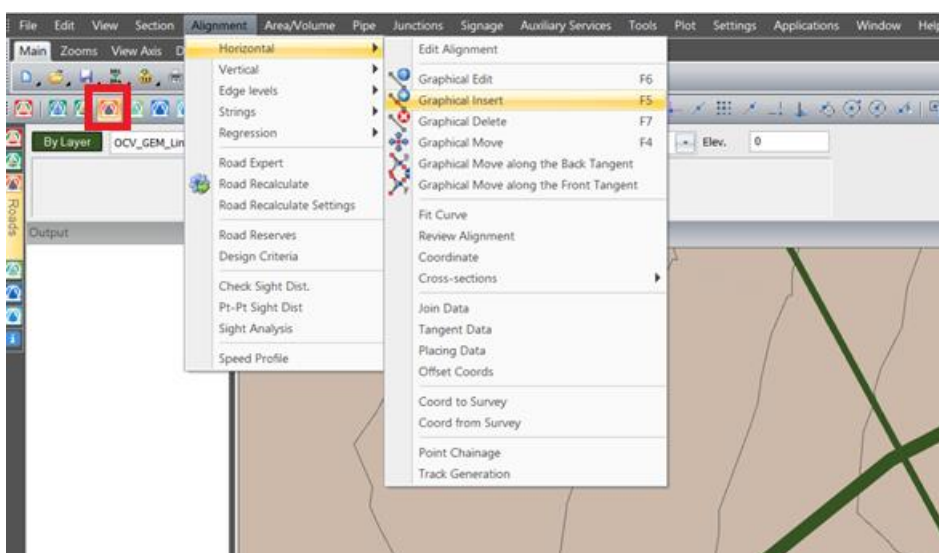 File Edit View Section Alignment Area/Volume Pipe Junctions Signage Auxiliary Services Tools Plot Settings Applications Window Help
Main Zooms View Axis
By Layer OCV_GEM_Lin
Elev. 0
Roads
Output
Horizontal
Vertical
Edge levels
Strings
Regression
Road Expert
Road Recalculate
Road Recalculate Settings
Road Reserves
Design Criteria
Check Sight Dist.
Pt-Pt Sight Dist
Sight Analysis
Speed Profile
Edit Alignment
Graphical Edit F6
Graphical Insert F5
Graphical Delete F7
Graphical Move F4
Graphical Move along the Back Tangent
Graphical Move along the Front Tangent
Fit Curve
Review Alignment
Coordinate
Cross-sections
Join Data
Tangent Data
Placing Data
Offset Coords
Coord to Survey
Coord from Survey
Point Chainage
Track Generation